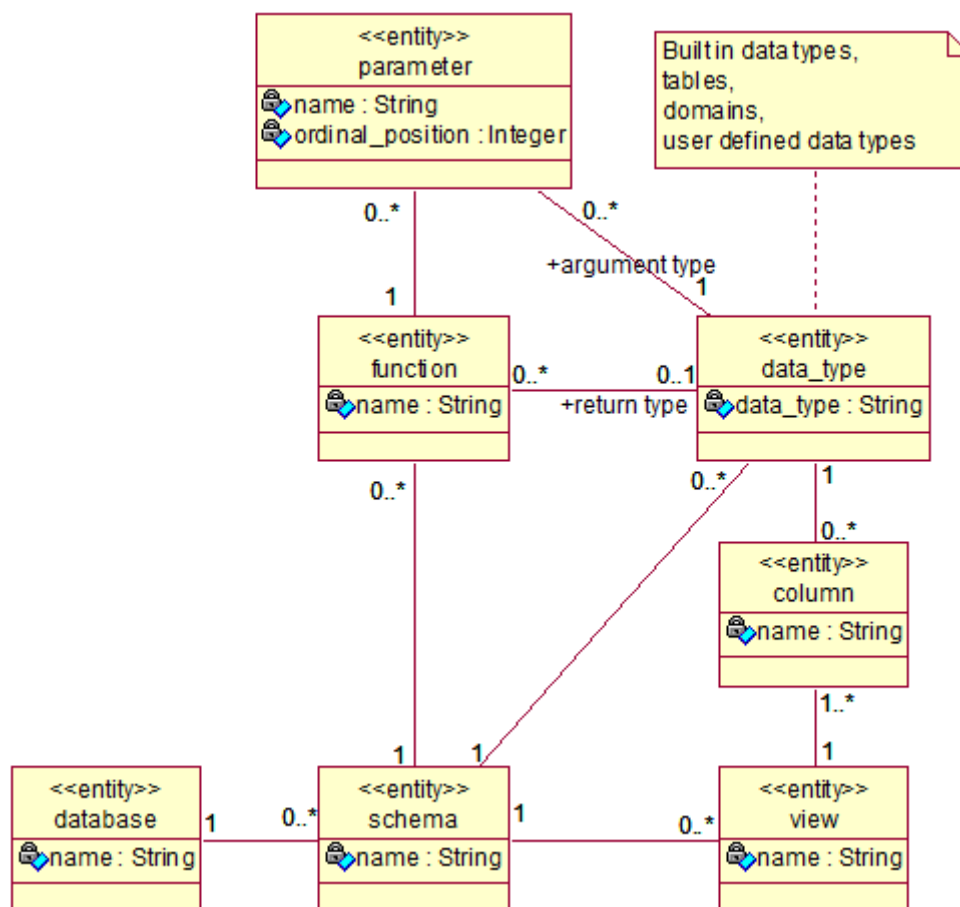 <<entity>>
parameter
name : String
ordinal_position : Integer
Builtin data types,
tables,
domains,
user defined data types
0..*
0..*
+argument type
1
1
<<entity>>
function
name : String
0..*
0..1
+return type
<<entity>>
data_type
data_type : String
0..*
0..*
1
0..*
<<entity>>
column
name : String
1..*
1
1
1
<<entity>>
database
name : String
1
0..*
<<entity>>
schema
name : String
1
0..*
<<entity>>
view
name : String